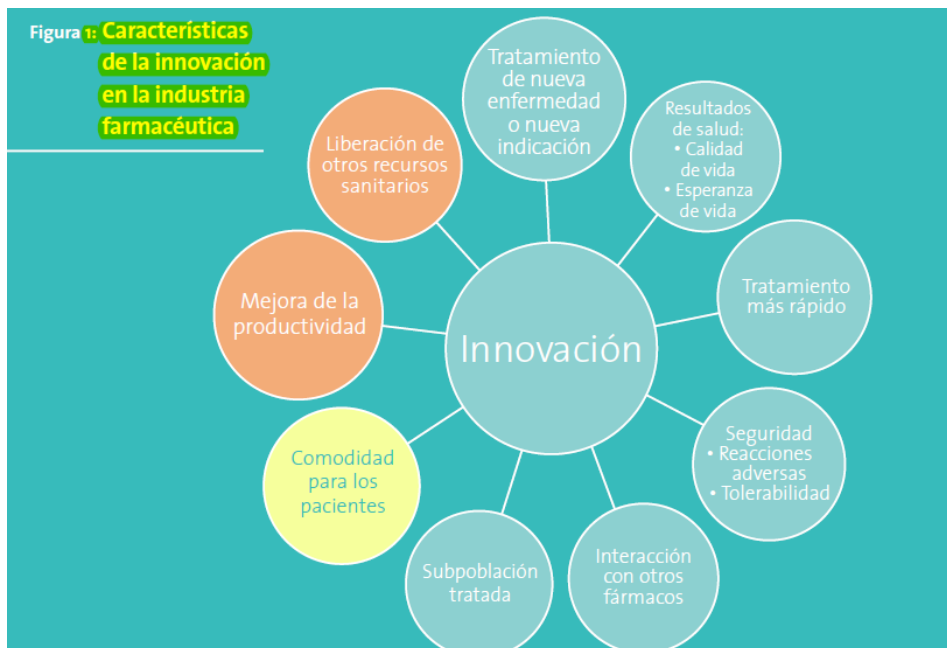 Figura 1: Características
de la innovación
en la industria
farmacéutica
Tratamiento
de nueva
enfermedad
o nueva
indicación
Resultados
de salud:
• Calidad
de vida
• Esperanza
de vida
Tratamiento
más rápido
Seguridad
• Reacciones
adversas
• Tolerabilidad
Interacción
con otros
fármacos
Subpoblación
tratada
Comodidad
para los
pacientes
Mejora de la
productividad
Liberación de
otros recursos
sanitarios
Innovación